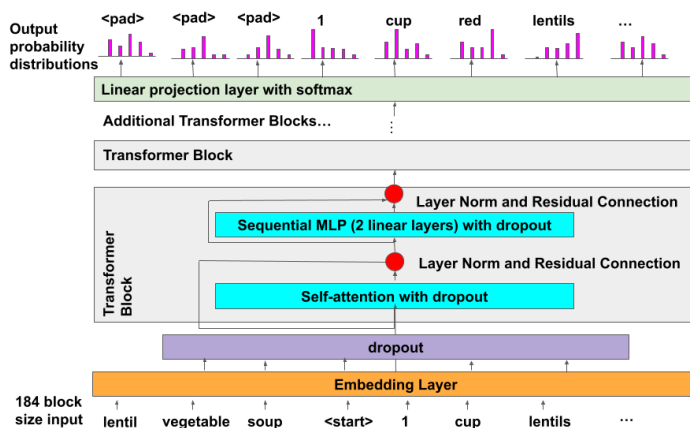 Output
probability
distributions
<pad> <pad> <pad> 1 cup red lentils ...
Linear projection layer with softmax
Additional Transformer Blocks... ...
Transformer Block
Transformer
Block
Layer Norm and Residual Connection
Sequential MLP (2 linear layers) with dropout
Layer Norm and Residual Connection
Self-attention with dropout
dropout
Embedding Layer
184 block
size input
lentil vegetable soup <start> 1 cup lentils ...